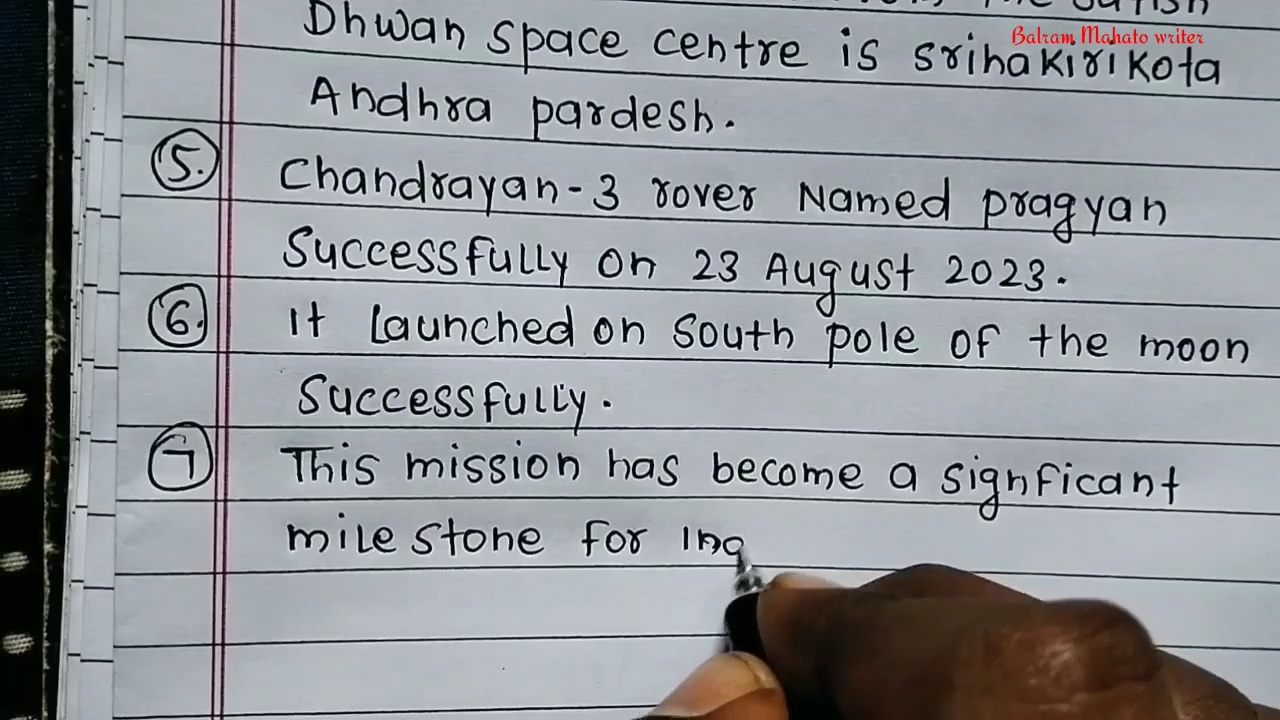 Satish
Balram Mahato writer
Dhwan space centre is srihakirikota
Andhra pardesh.
5. Chandrayan-3 rover Named pragyan
Successfully on 23 August 2023.
6. It Launched on South pole of the moon
Successfully.
7 This mission has become a signficant
mile stone for Ind